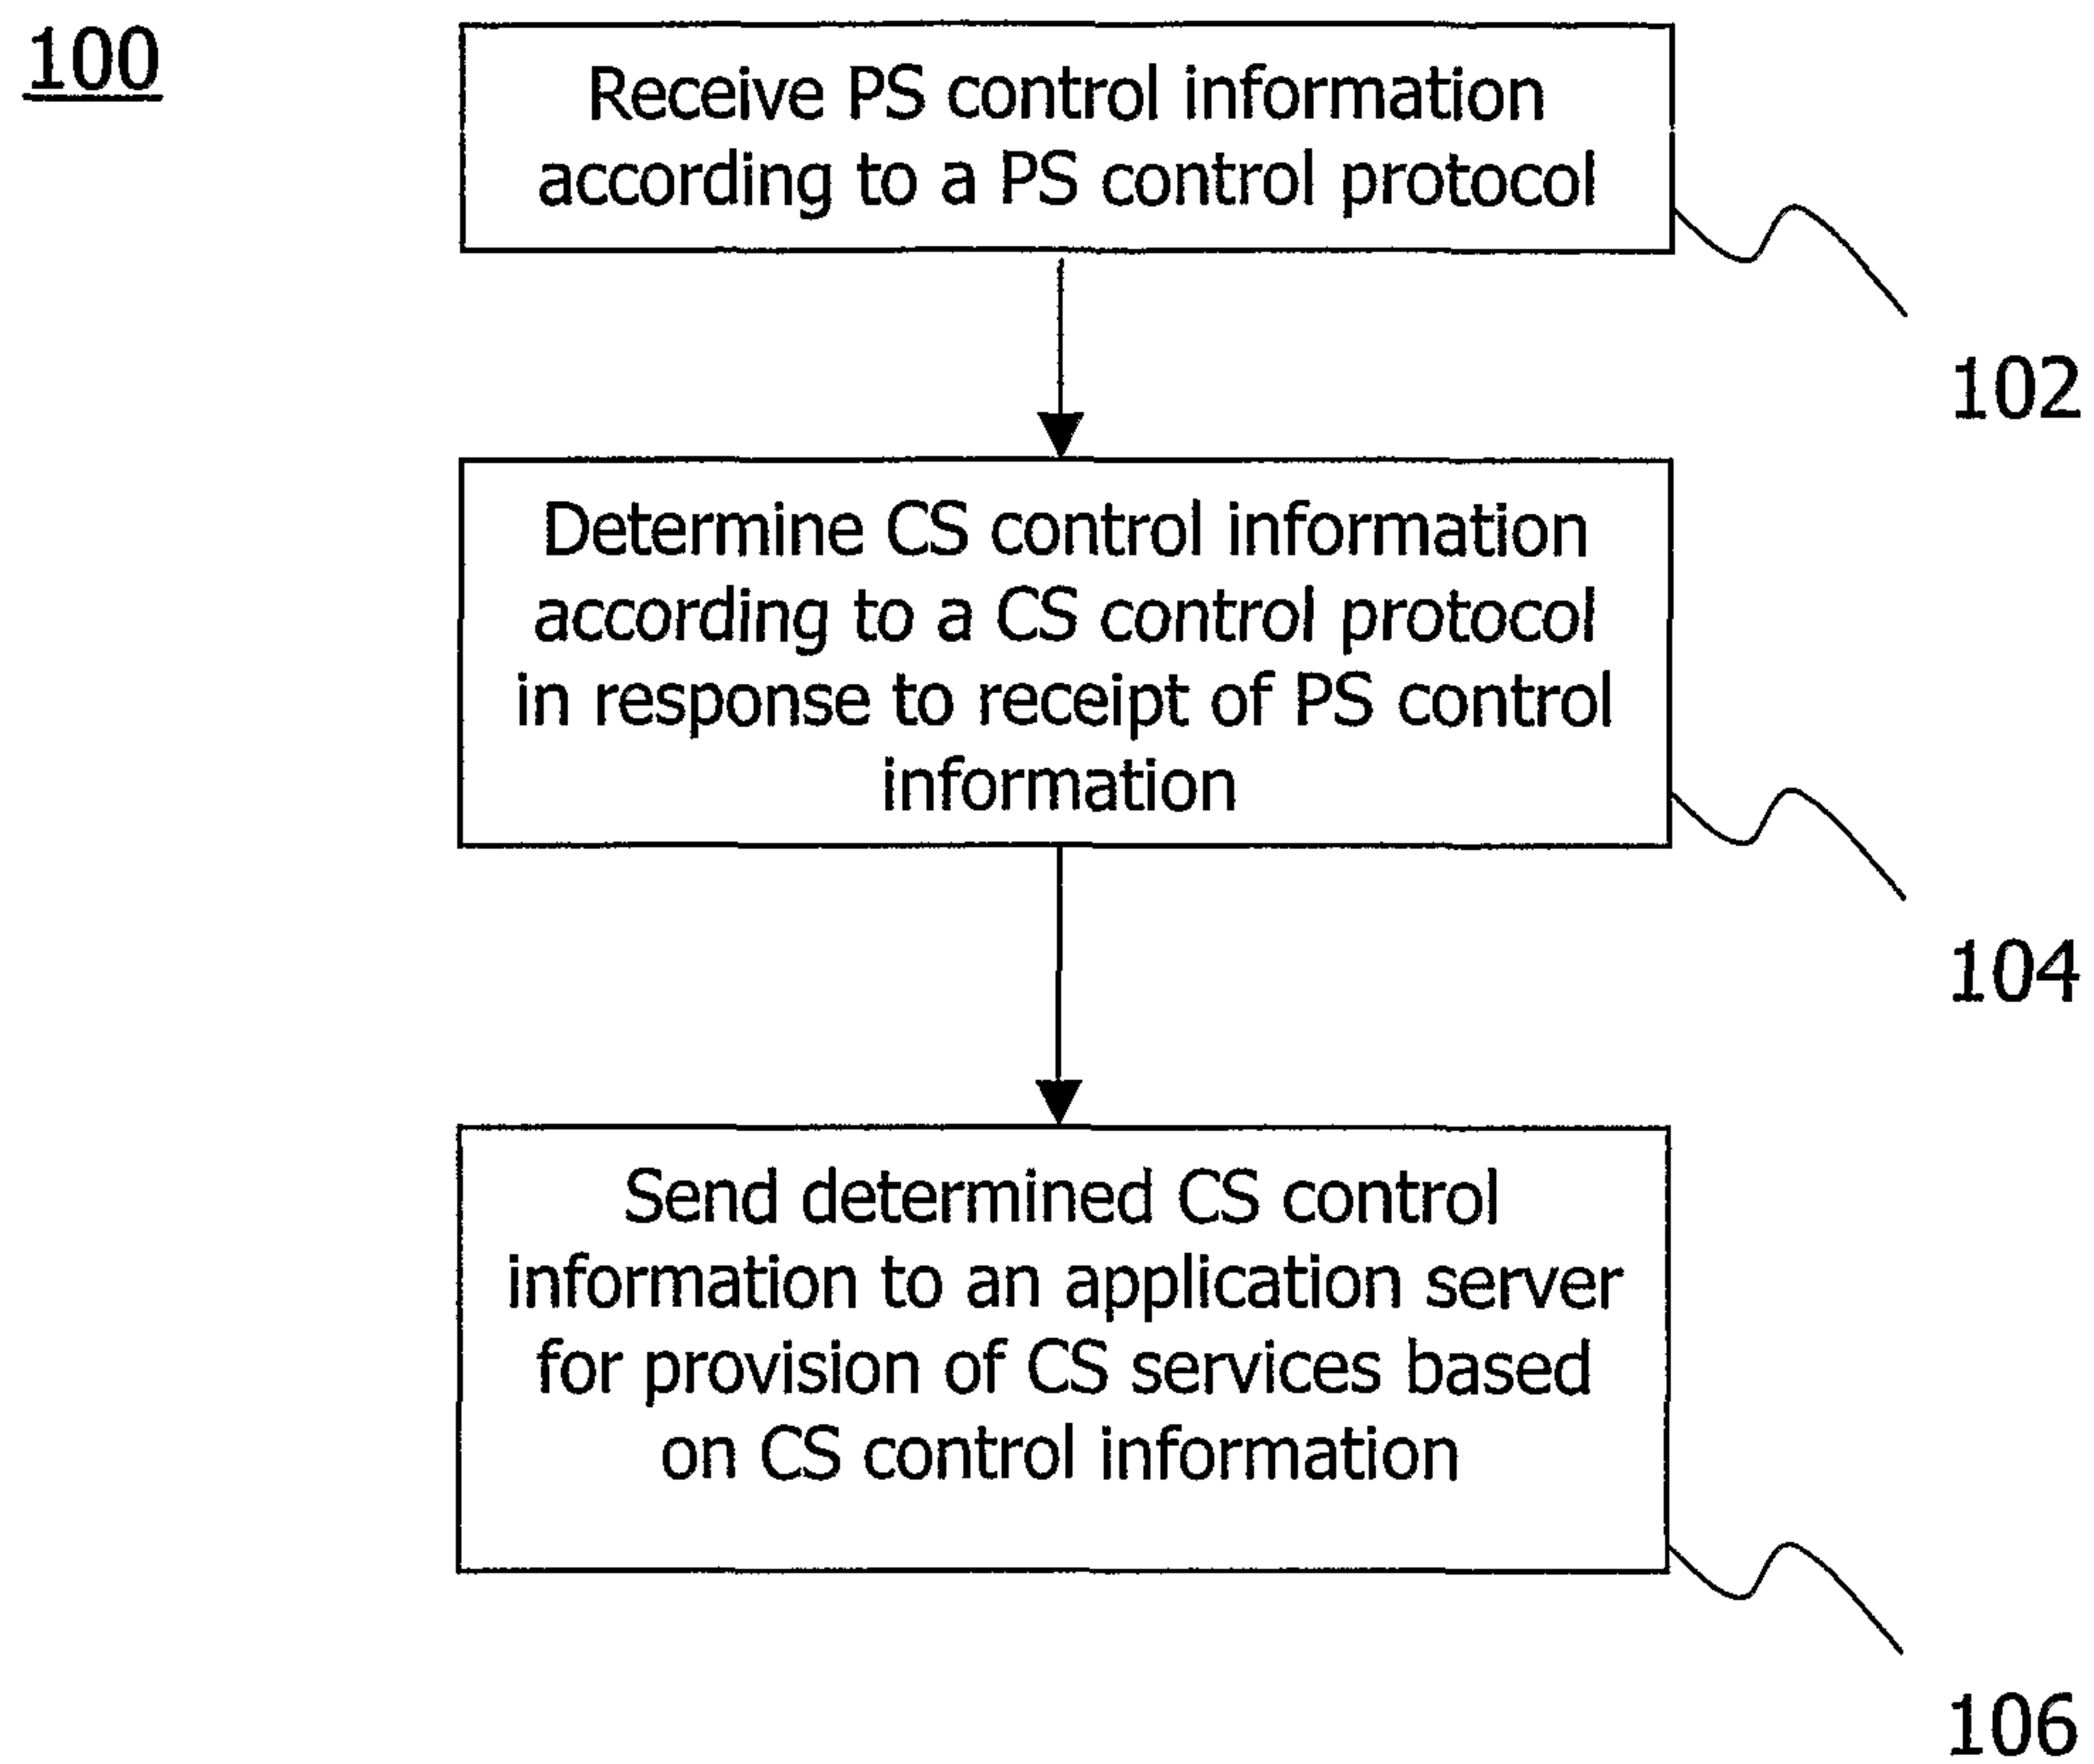 100
Receive PS control information
according to a PS control protocol
102
Determine CS control information
according to a CS control protocol
in response to receipt of PS control
information
104
Send determined CS control
information to an application server
for provision of CS services based
on CS control information
106